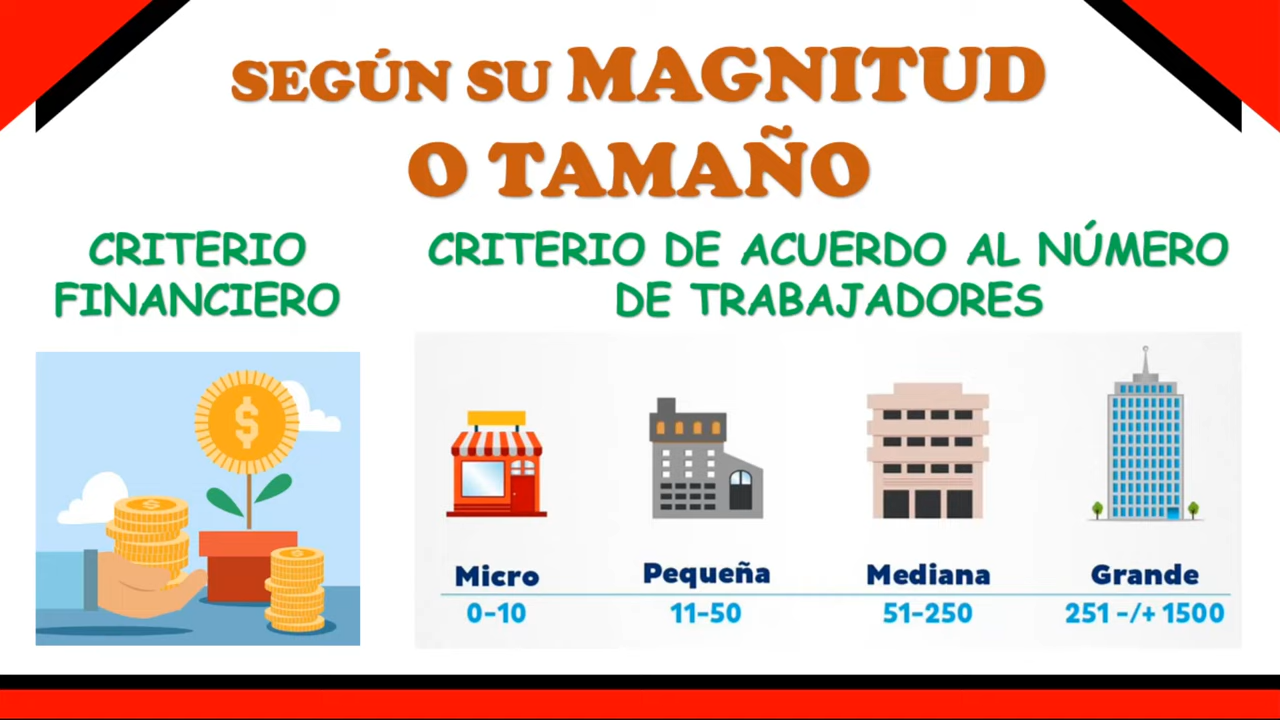 SEGÚN SU MAGNITUD
O TAMAÑO
CRITERIO
FINANCIERO
CRITERIO DE ACUERDO AL NÚMERO
DE TRABAJADORES
$
$
Micro
0-10
Pequeña
11-50
Mediana
51-250
Grande
251 -/+ 1500